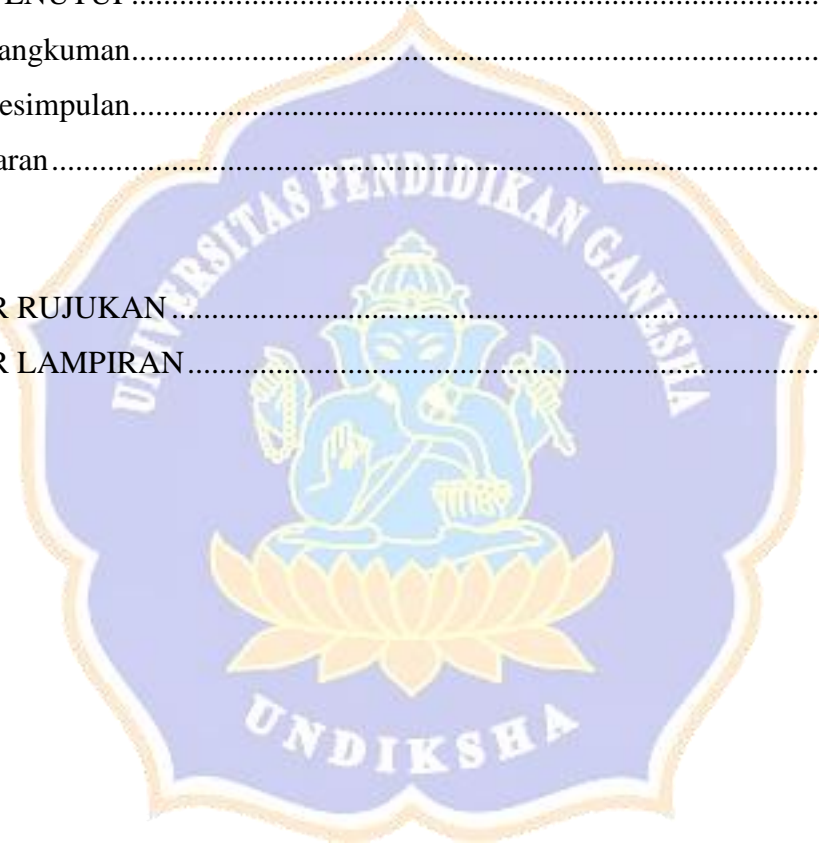 ENUTUP
angkuman
esimpulan
aran
R RUJUKAN
R LAMPIRAN
UNIVERSITAS PENDIDIKAN GANESHA
UNDIKSHA